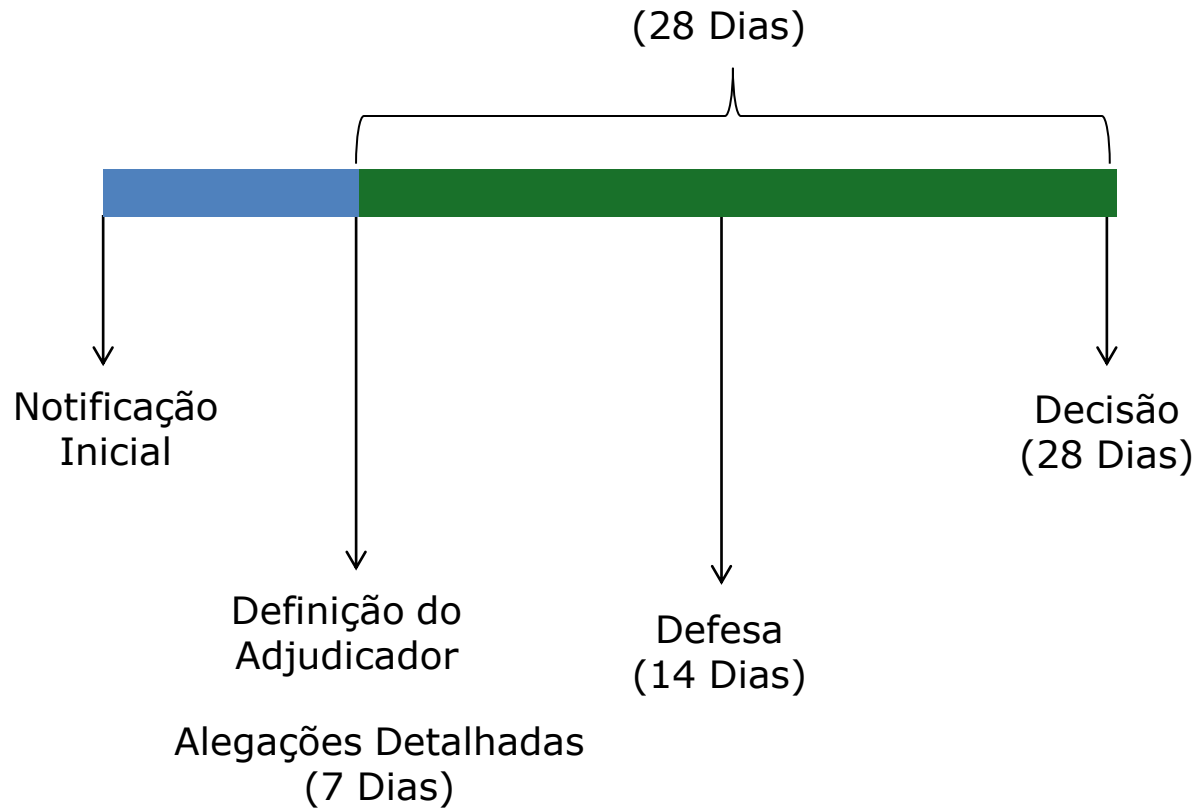 (28 Dias)
Notificação
Inicial
Decisão
(28 Dias)
Definição do
Adjudicador
Defesa
(14 Dias)
Alegações Detalhadas
(7 Dias)